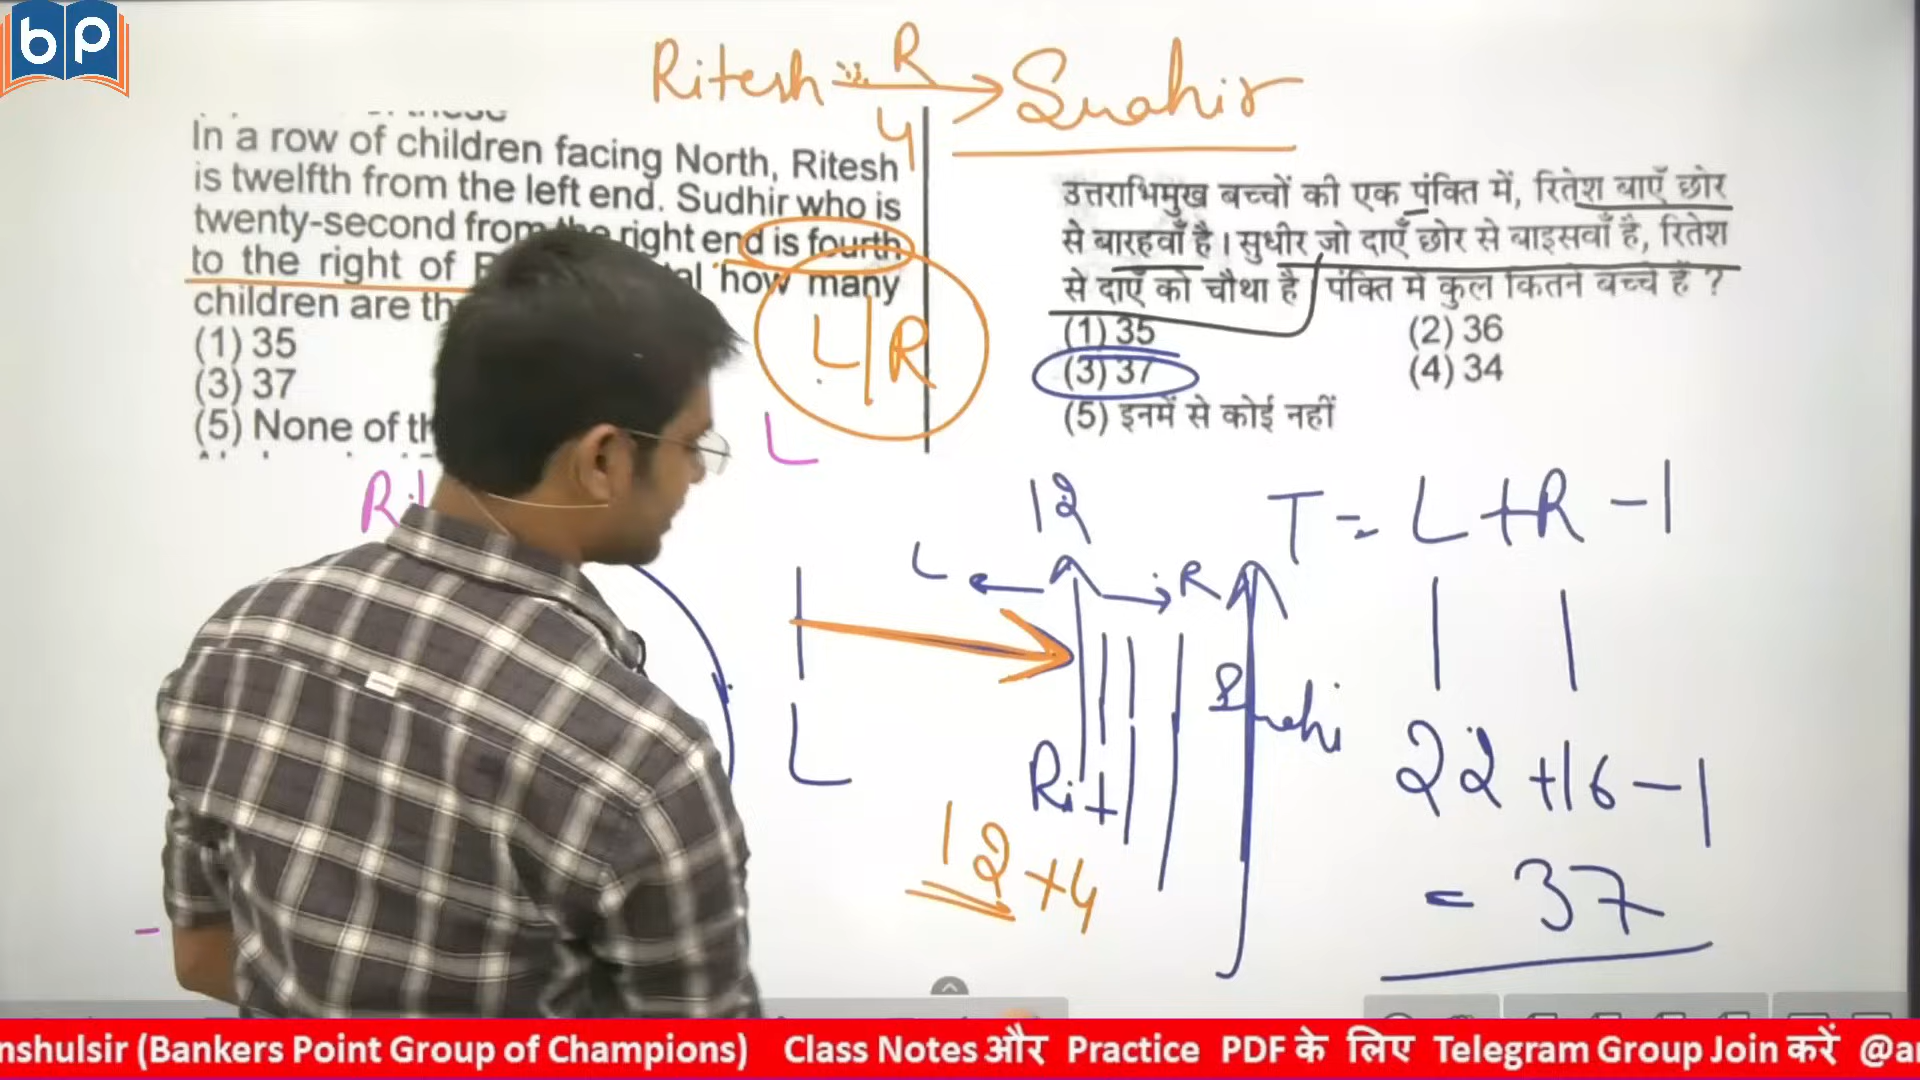 bp
Ritesh R Sudhir
4
In a row of children facing North, Ritesh
is twelfth from the left end. Sudhir who is
twenty-second from the right end is fourth
to the right of how many
children are
(1) 35
(3) 37
(5) None of
L/R
उत्तराभिमुख बच्चों की एक पंक्ति में, रितेश बाएँ छोर
से बारहवाँ है। सुधीर जो दाएँ छोर से बाइसवाँ है, रितेश
से दाएँ को चौथा है पंक्ति में कुल कितने बच्चे हैं ?
(1) 35 (2) 36
(3) 37 (4) 34
(5) इनमें से कोई नहीं
L
Rit
12
L R
T = L + R - 1
Sudhi
L
Rit
22 + 16 - 1
12 + 4
= 37
nshulsir (Bankers Point Group of Champions) Class Notes और Practice PDF के लिए Telegram Group Join करें @a